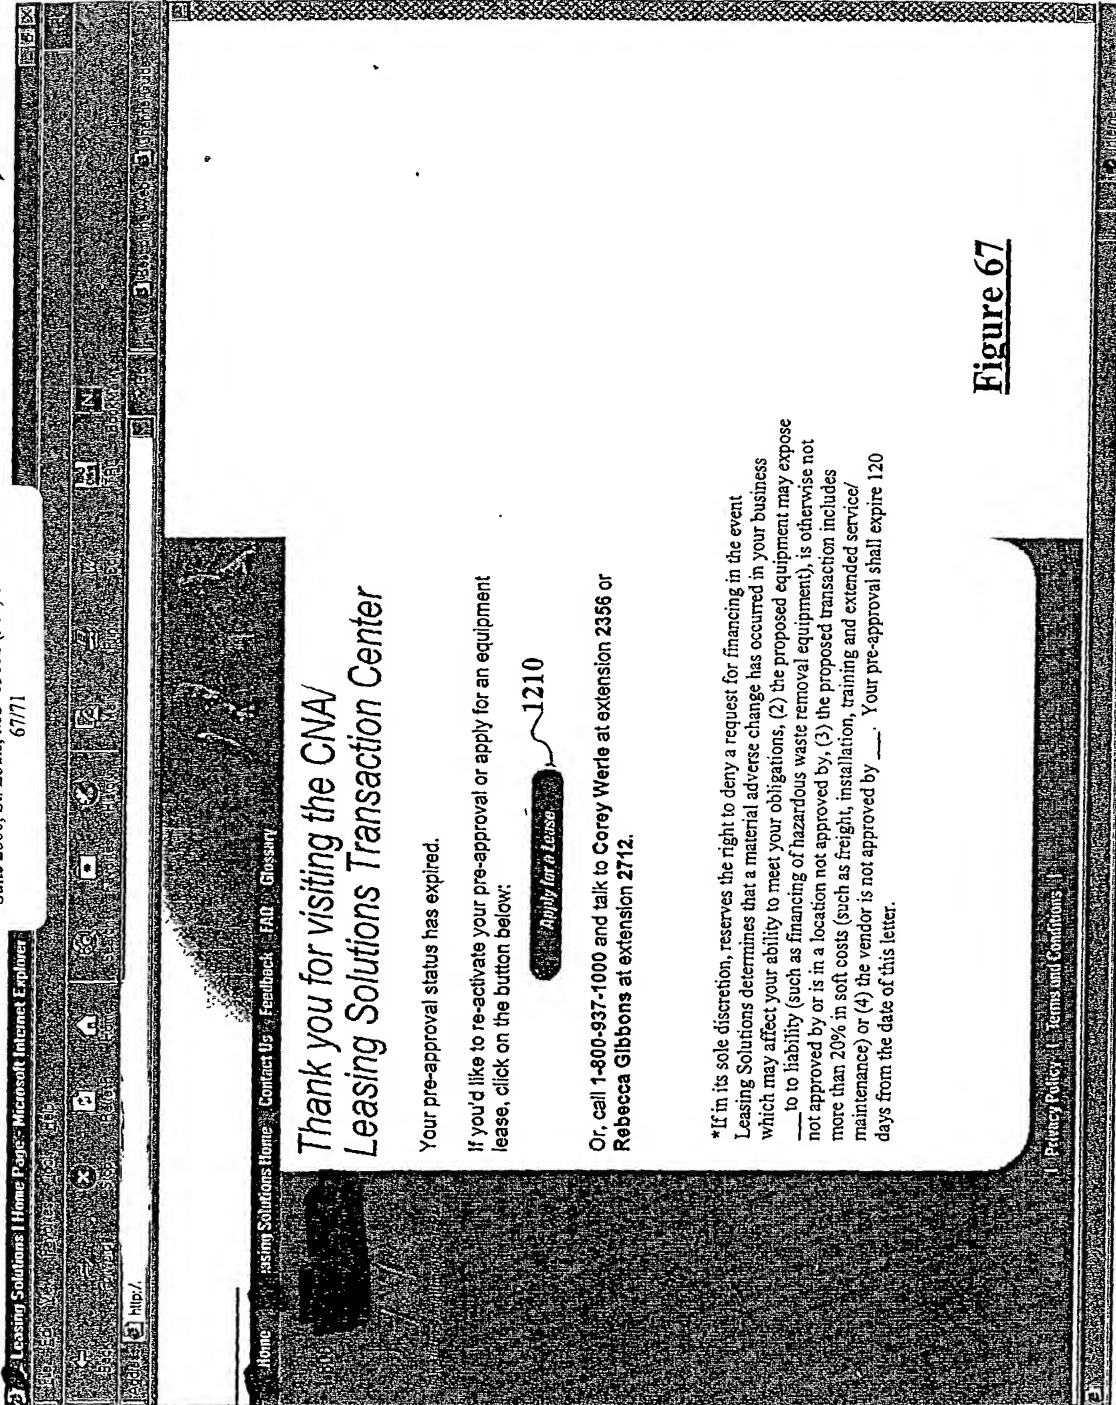 67/71
Leasing Solutions | Home Page - Microsoft Internet Explorer
Help
http:/.
Home Leasing Solutions Home Contact Us Feedback FAQ Glossary
Thank you for visiting the CNA/
Leasing Solutions Transaction Center
Your pre-approval status has expired.
If you'd like to re-activate your pre-approval or apply for an equipment
lease, click on the button below:
Apply for a Lease
1210
Or, call 1-800-937-1000 and talk to Corey Werle at extension 2356 or
Rebecca Gibbons at extension 2712.
*If in its sole discretion, reserves the right to deny a request for financing in the event
Leasing Solutions determines that a material adverse change has occurred in your business
which may affect your ability to meet your obligations, (2) the proposed equipment may expose
___ to liability (such as financing of hazardous waste removal equipment), is otherwise not
not approved by or is in a location not approved by, (3) the proposed transaction includes
more than 20% in soft costs (such as freight, installation, training and extended service/
maintenance) or (4) the vendor is not approved by ___. Your pre-approval shall expire 120
days from the date of this letter.
| Privacy Policy | | Terms and Conditions |
Figure 67